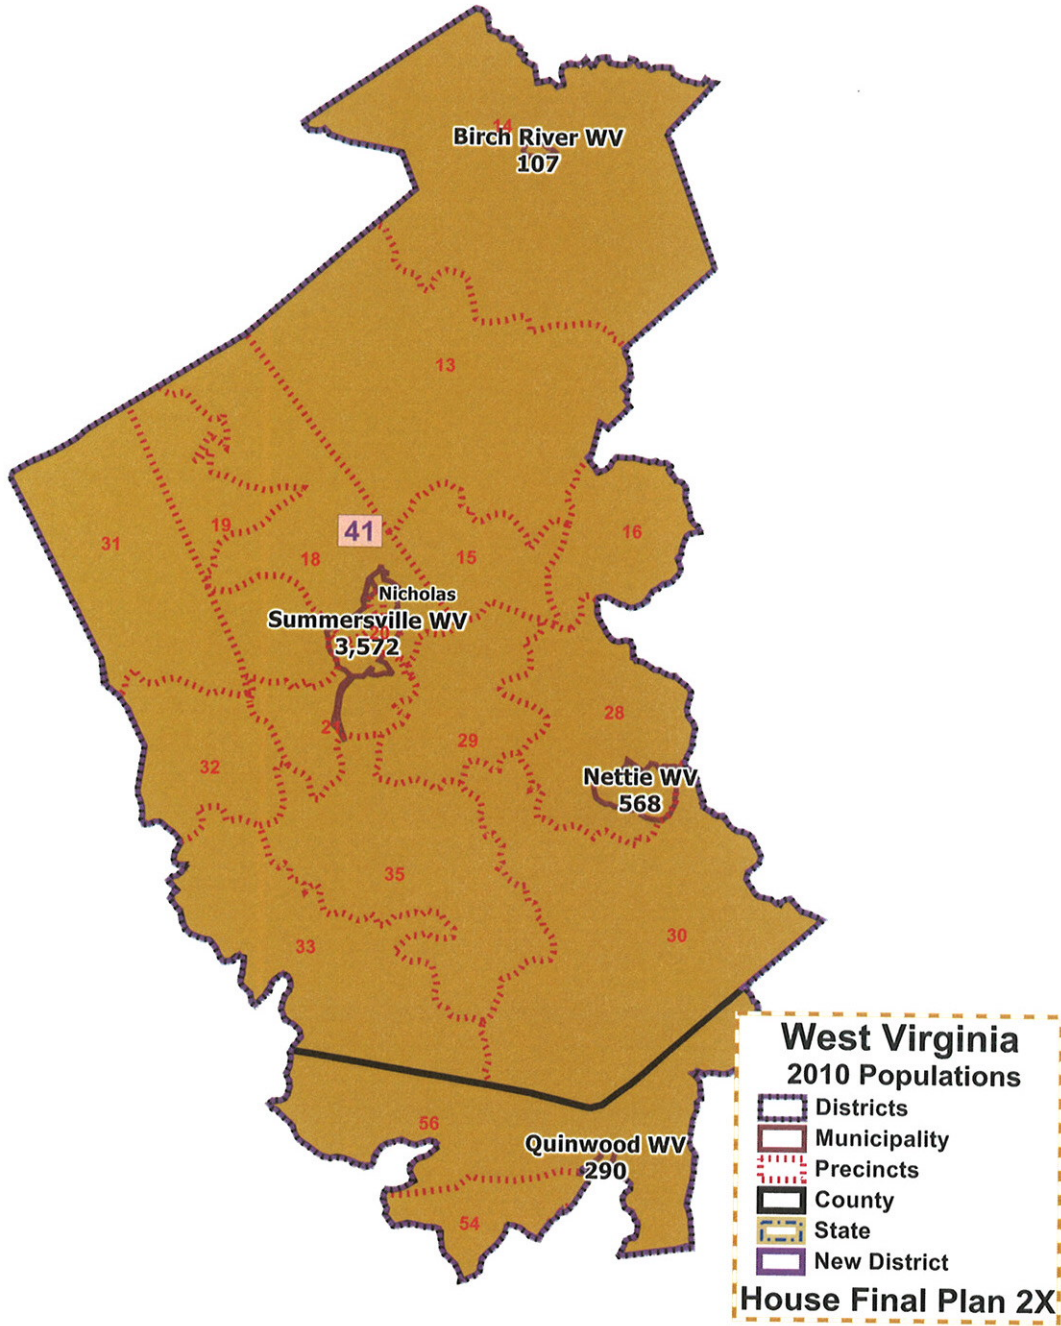 14
Birch River WV
107
13
31
19
41
18
15
16
Nicholas
Summersville WV
20
3,572
28
29
32
Nettie WV
568
35
33
30
56
Quinwood WV
290
54
West Virginia
2010 Populations
Districts
Municipality
Precincts
County
State
New District
House Final Plan 2X